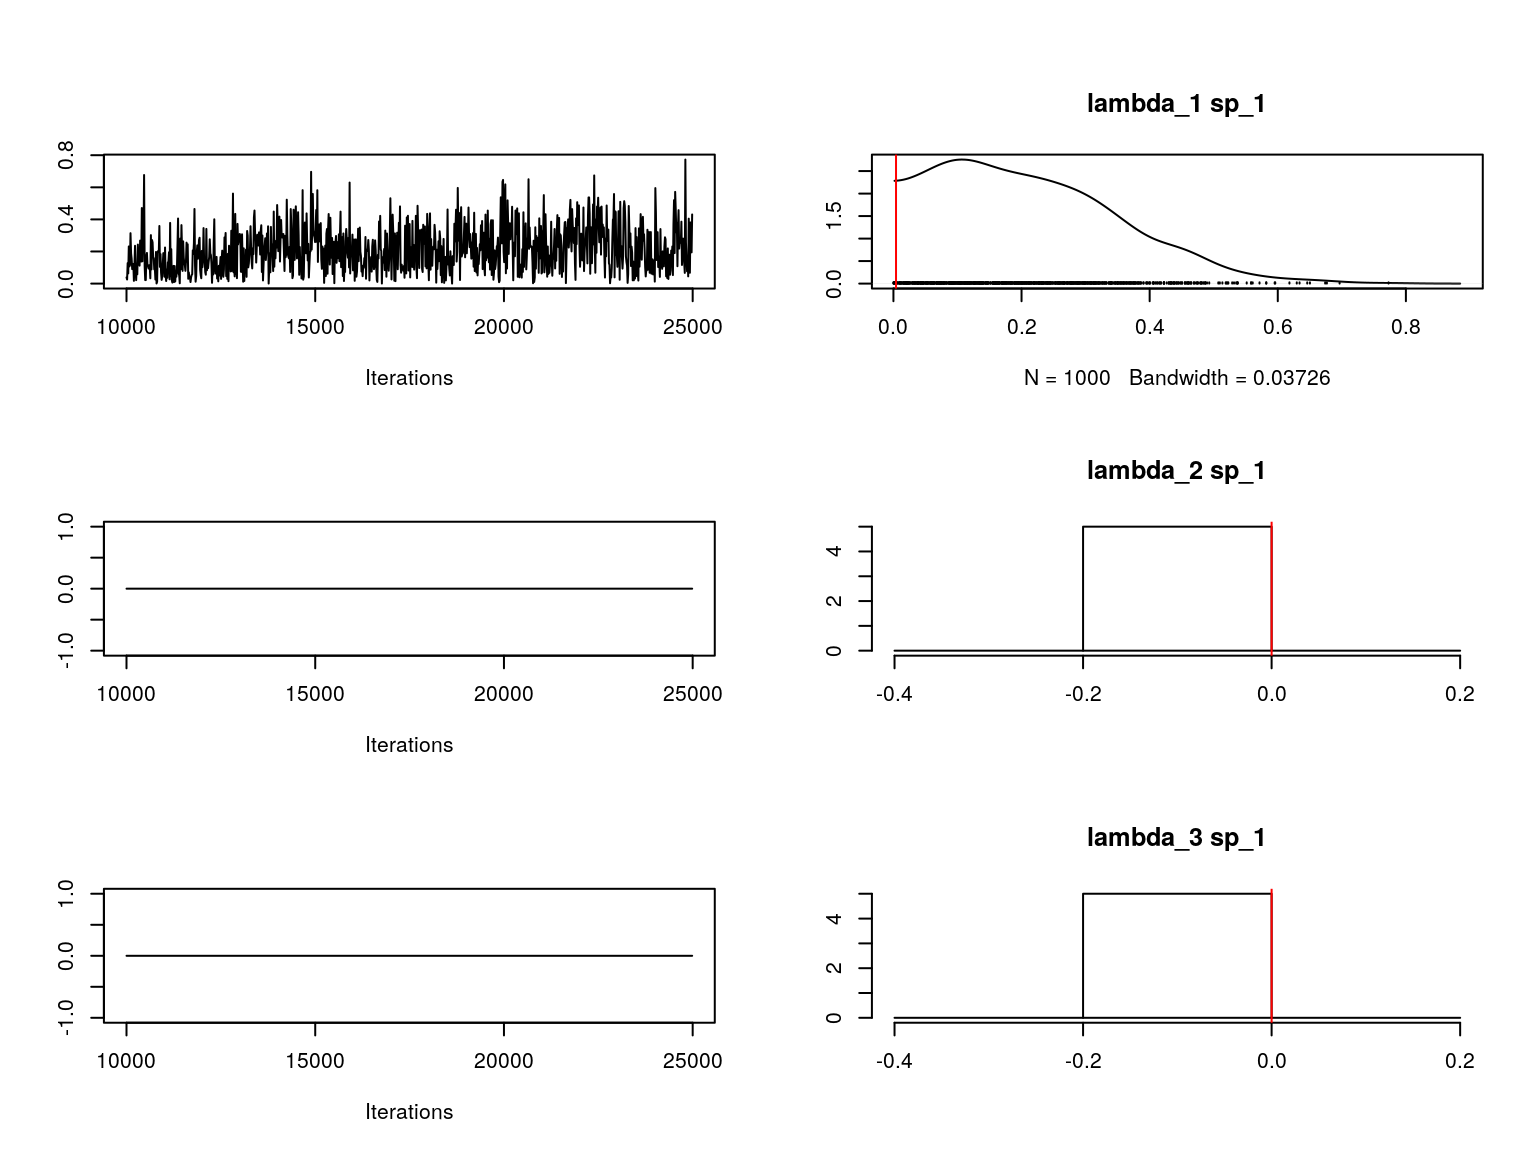 lambda_1 sp_1
0.0 0.4 0.8
10000 15000 20000 25000
Iterations
0.0 1.5
0.0 0.2 0.4 0.6 0.8
N = 1000 Bandwidth = 0.03726
lambda_2 sp_1
-1.0 0.0 1.0
10000 15000 20000 25000
Iterations
0 2 4
-0.4 -0.2 0.0 0.2
lambda_3 sp_1
-1.0 0.0 1.0
10000 15000 20000 25000
Iterations
0 2 4
-0.4 -0.2 0.0 0.2